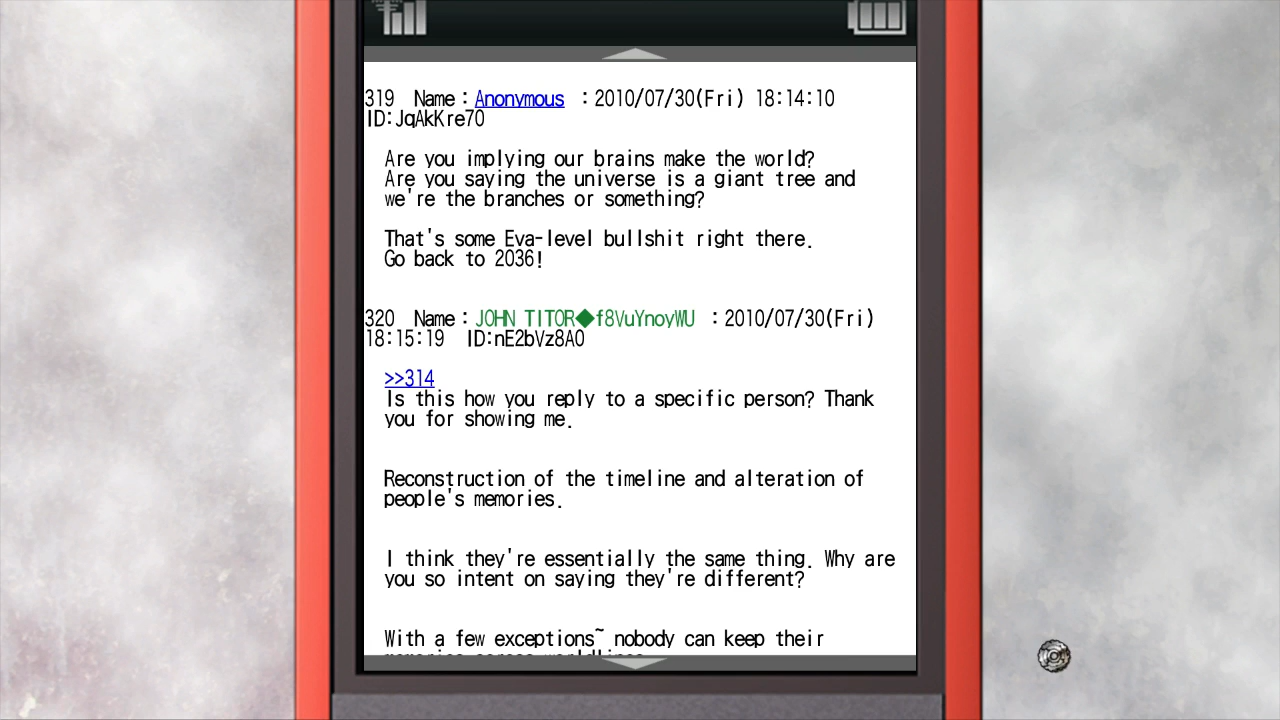 319 Name：Anonymous ：2010/07/30(Fri) 18:14:10
ID:JqAkKre70
Are you implying our brains make the world?
Are you saying the universe is a giant tree and
we're the branches or something?
That's some Eva-level bullshit right there.
Go back to 2036!
320 Name：JOHN TITOR◆f8VuYnoyWU ：2010/07/30(Fri)
18:15:19 ID:nE2bVz8A0
>>314
Is this how you reply to a specific person? Thank
you for showing me.
Reconstruction of the timeline and alteration of
people's memories.
I think they're essentially the same thing. Why are
you so intent on saying they're different?
With a few exceptions~ nobody can keep their